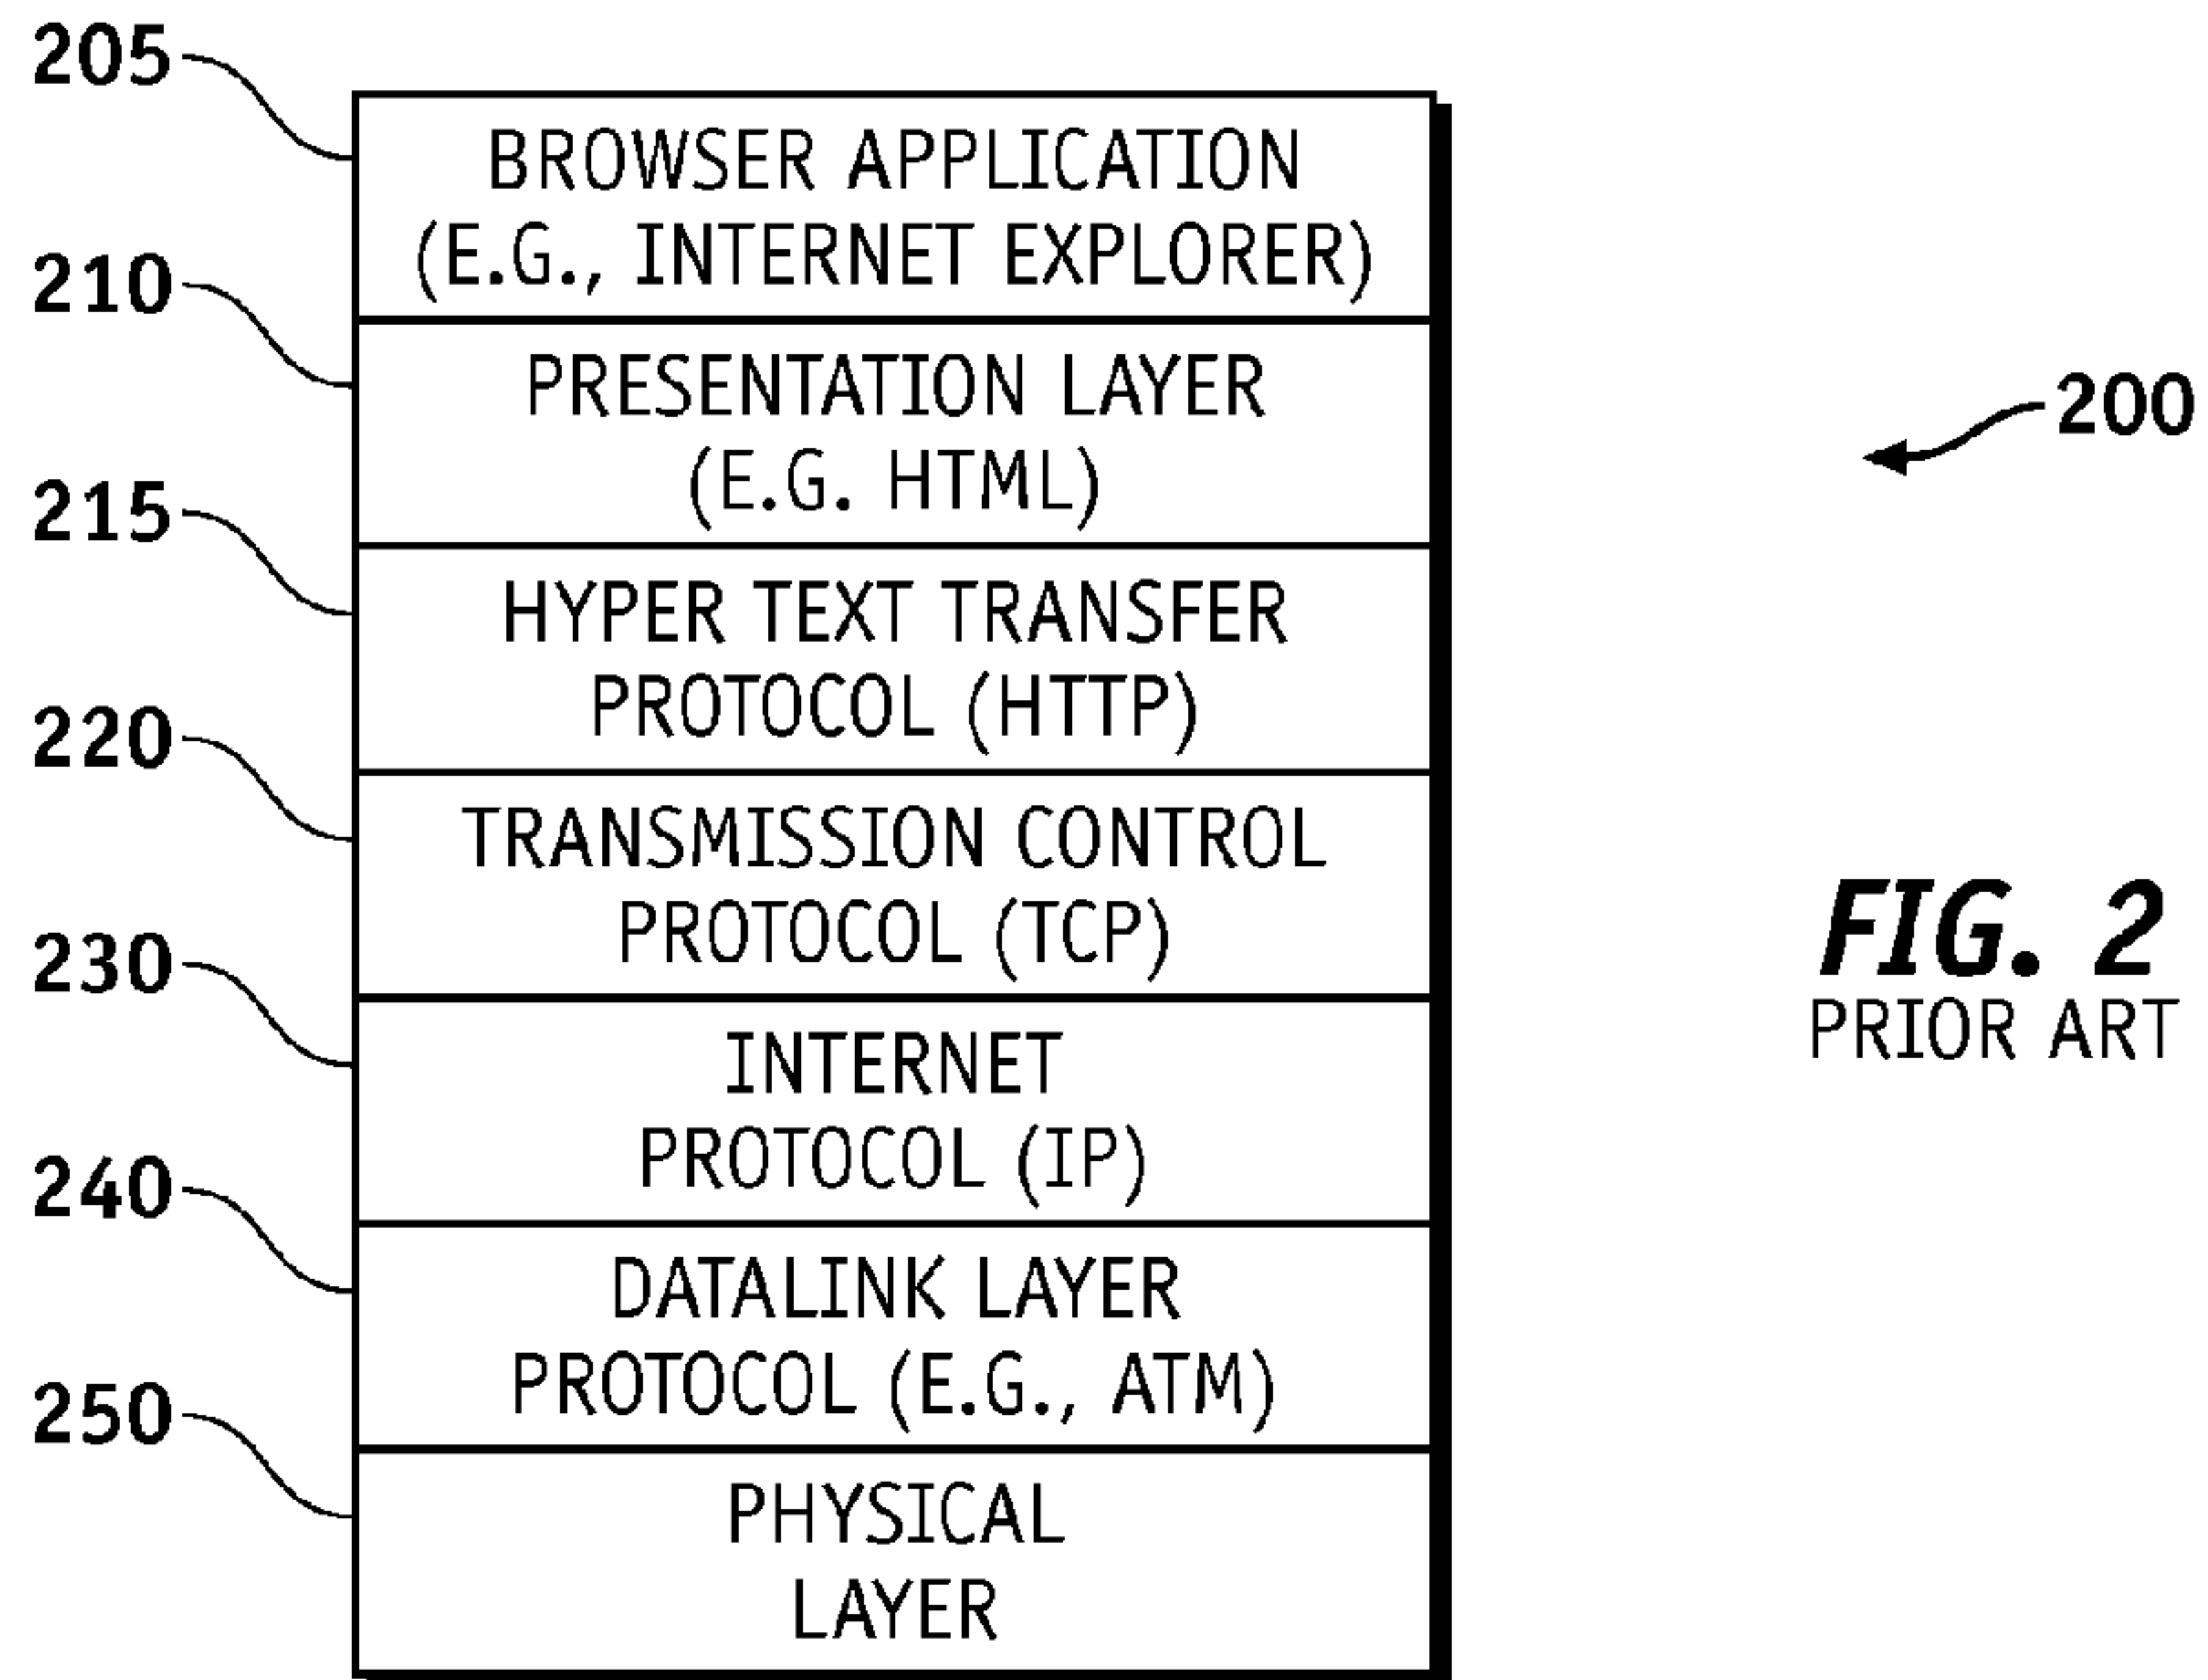 205
BROWSER APPLICATION
(E.G., INTERNET EXPLORER)
210
PRESENTATION LAYER
(E.G. HTML)
200
215
HYPER TEXT TRANSFER
PROTOCOL (HTTP)
220
TRANSMISSION CONTROL
PROTOCOL (TCP)
FIG. 2
PRIOR ART
230
INTERNET
PROTOCOL (IP)
240
DATALINK LAYER
PROTOCOL (E.G., ATM)
250
PHYSICAL
LAYER